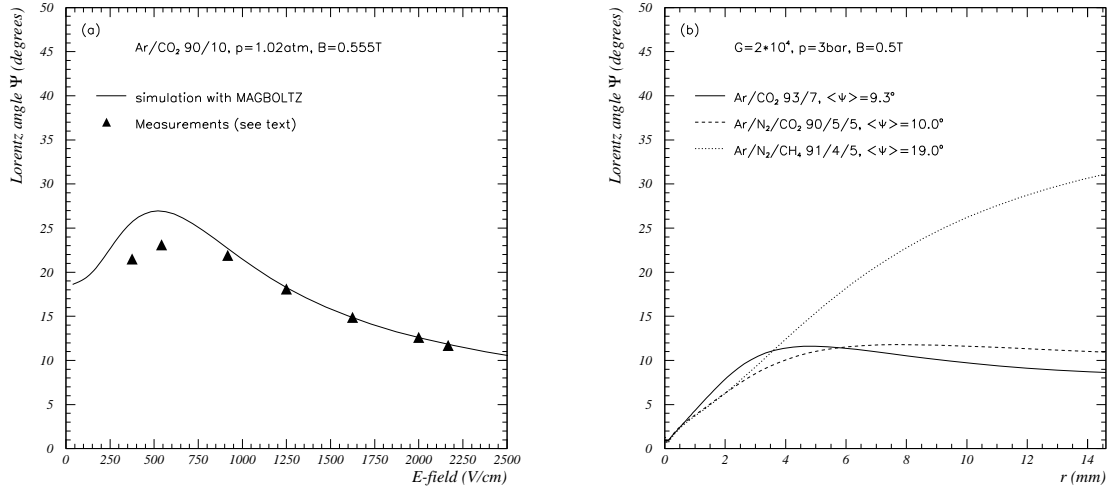 Lorentz angle Ψ (degrees)
50
45
40
35
30
25
20
15
10
5
0
(a)
Ar/CO₂ 90/10, p=1.02atm, B=0.555T
simulation with MAGBOLTZ
Measurements (see text)
0 250 500 750 1000 1250 1500 1750 2000 2250 2500
E-field (V/cm)
Lorentz angle Ψ (degrees)
50
45
40
35
30
25
20
15
10
5
0
(b)
G=2*10⁴, p=3bar, B=0.5T
Ar/CO₂ 93/7, <Ψ>=9.3°
Ar/N₂/CO₂ 90/5/5, <Ψ>=10.0°
Ar/N₂/CH₄ 91/4/5, <Ψ>=19.0°
0 2 4 6 8 10 12 14
r (mm)